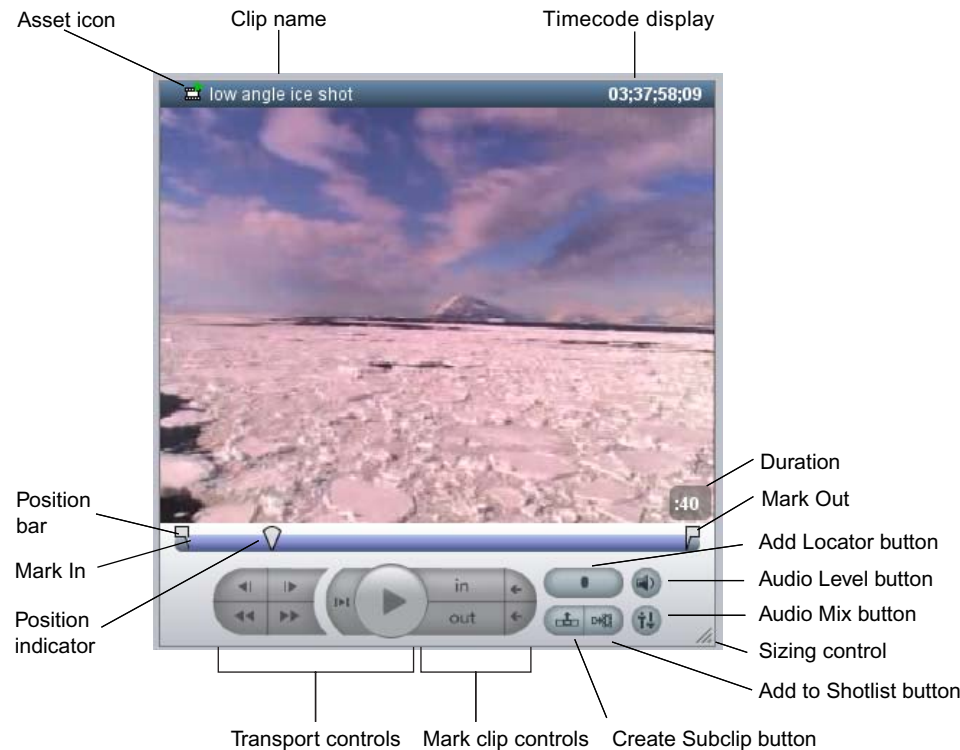 Asset icon
Clip name
Timecode display
low angle ice shot
03;37;58;09
:40
Duration
Mark Out
Add Locator button
Audio Level button
Audio Mix button
Sizing control
Add to Shotlist button
Position
bar
Mark In
Position
indicator
in
out
Transport controls
Mark clip controls
Create Subclip button